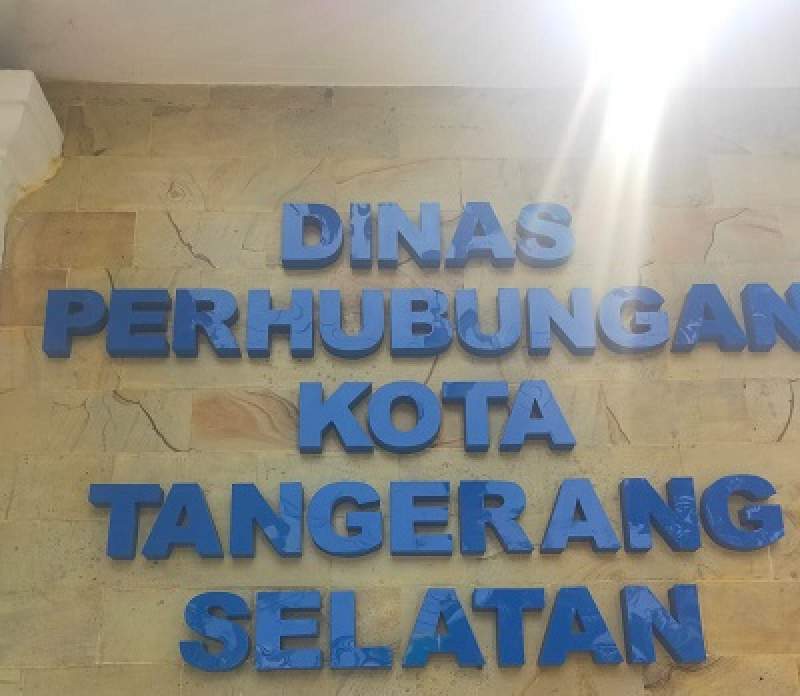 DINAS
PERHUBUNGAN
KOTA
TANGERANG
SELATAN